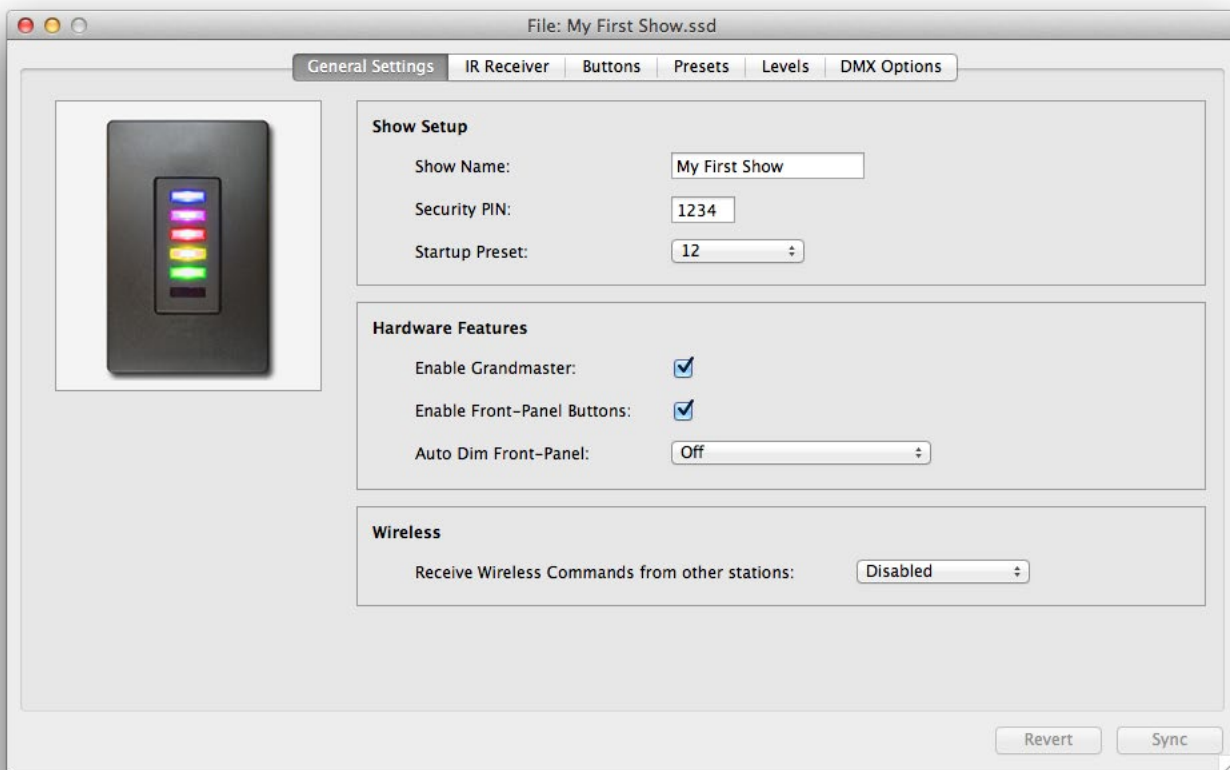 File: My First Show.ssd
General Settings IR Receiver Buttons Presets Levels DMX Options
Show Setup
Show Name: My First Show
Security PIN: 1234
Startup Preset: 12
Hardware Features
Enable Grandmaster:
Enable Front-Panel Buttons:
Auto Dim Front-Panel: Off
Wireless
Receive Wireless Commands from other stations: Disabled
Revert Sync